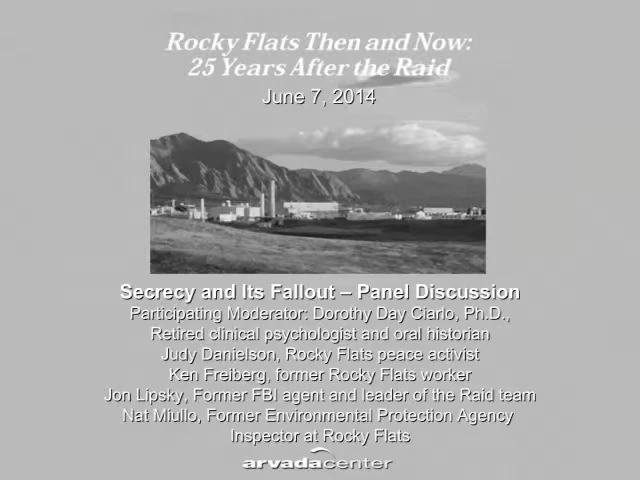 Rocky Flats Then and Now:
25 Years After the Raid
June 7, 2014
Secrecy and Its Fallout – Panel Discussion
Participating Moderator: Dorothy Day Ciarlo, Ph.D.,
Retired clinical psychologist and oral historian
Judy Danielson, Rocky Flats peace activist
Ken Freiberg, former Rocky Flats worker
Jon Lipsky, Former FBI agent and leader of the Raid team
Nat Miullo, Former Environmental Protection Agency
Inspector at Rocky Flats
arvadacenter